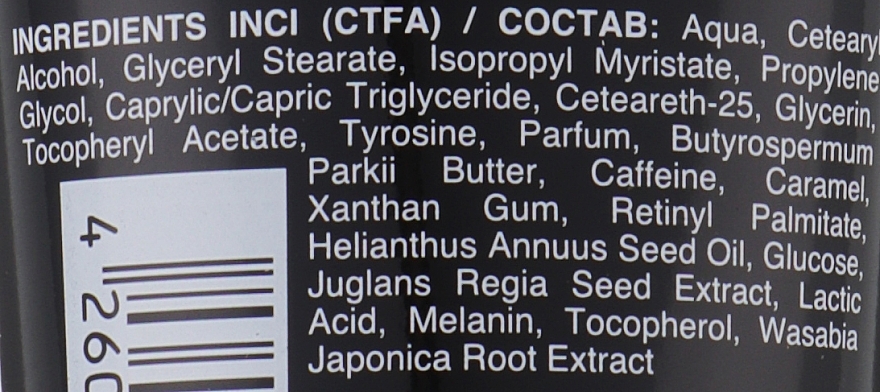 INGREDIENTS INCI (CTFA) / СОСТАВ: Aqua, Cetearyl
Alcohol, Glyceryl Stearate, Isopropyl Myristate, Propylene
Glycol, Caprylic/Capric Triglyceride, Ceteareth-25, Glycerin,
Tocopheryl Acetate, Tyrosine, Parfum, Butyrospermum
Parkii Butter, Caffeine, Caramel,
Xanthan Gum, Retinyl Palmitate,
Helianthus Annuus Seed Oil, Glucose,
Juglans Regia Seed Extract, Lactic
Acid, Melanin, Tocopherol, Wasabia
Japonica Root Extract
4 260